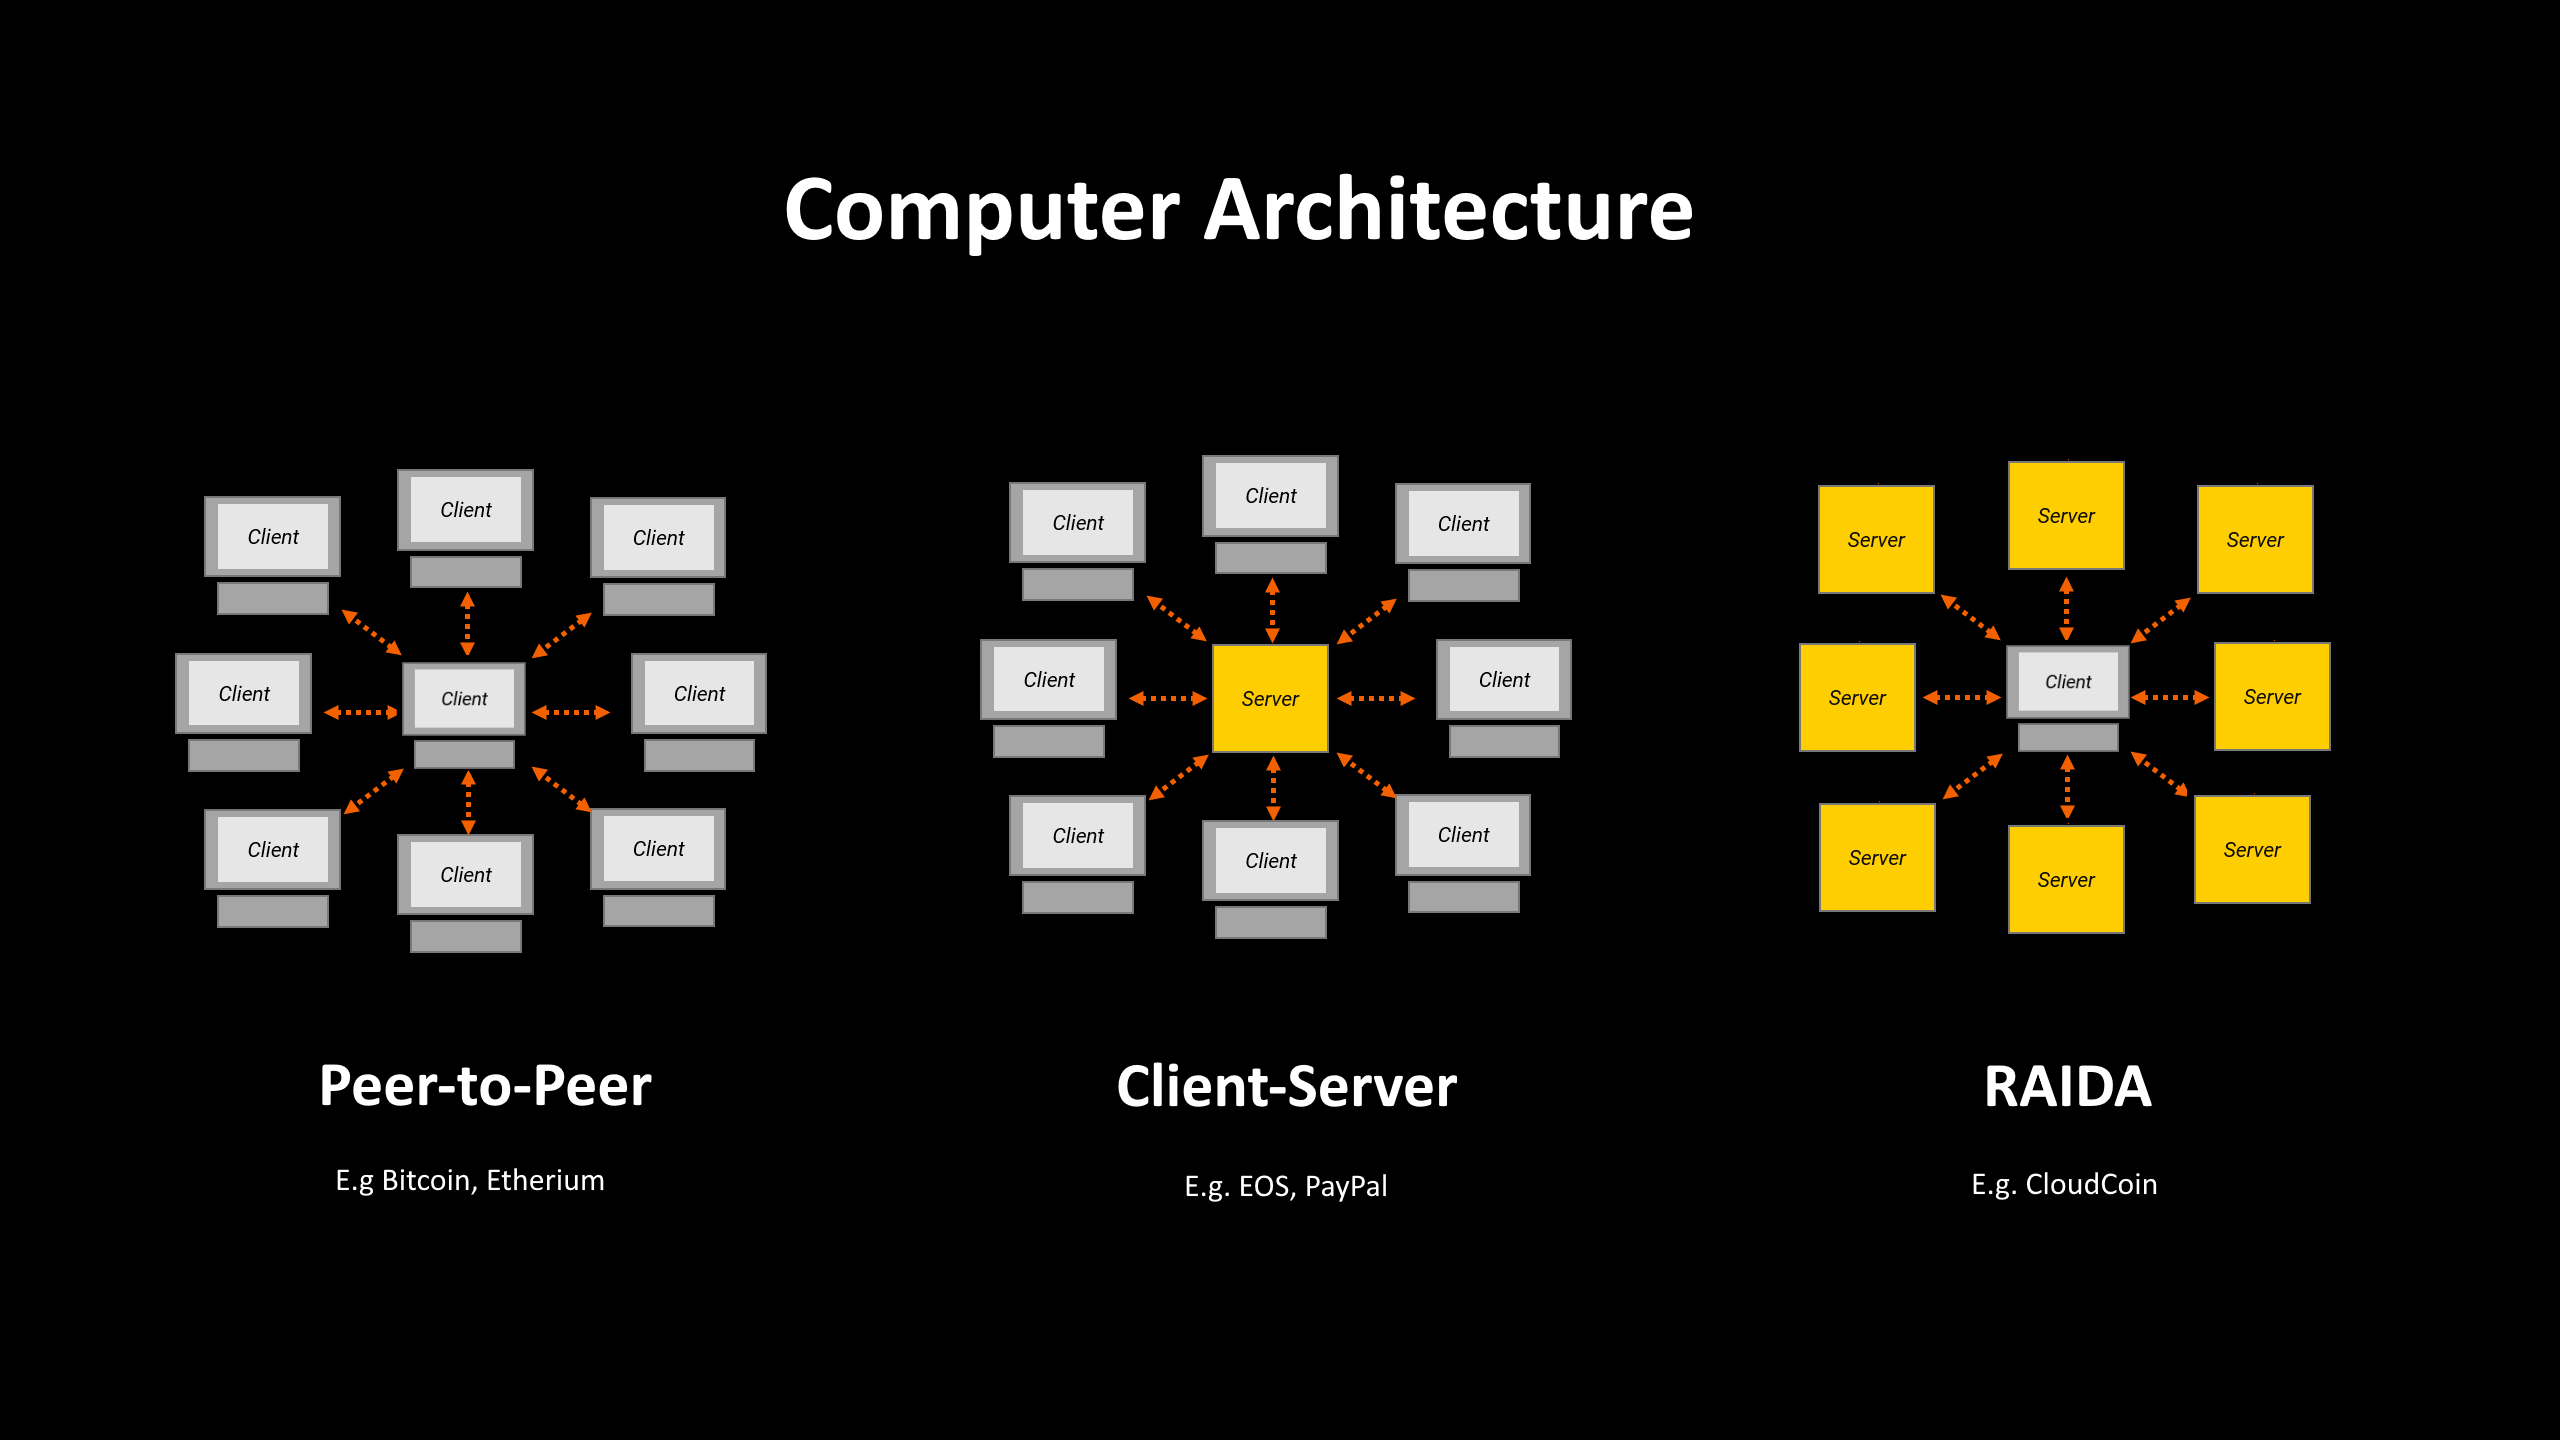 Computer Architecture
Client
Client
Client
Client
Client
Client
Client
Client
Client
Peer-to-Peer
E.g Bitcoin, Etherium
Client
Client
Client
Client
Server
Client
Client
Client
Client
Client-Server
E.g. EOS, PayPal
Server
Server
Server
Server
Client
Server
Server
Server
Server
RAIDA
E.g. CloudCoin